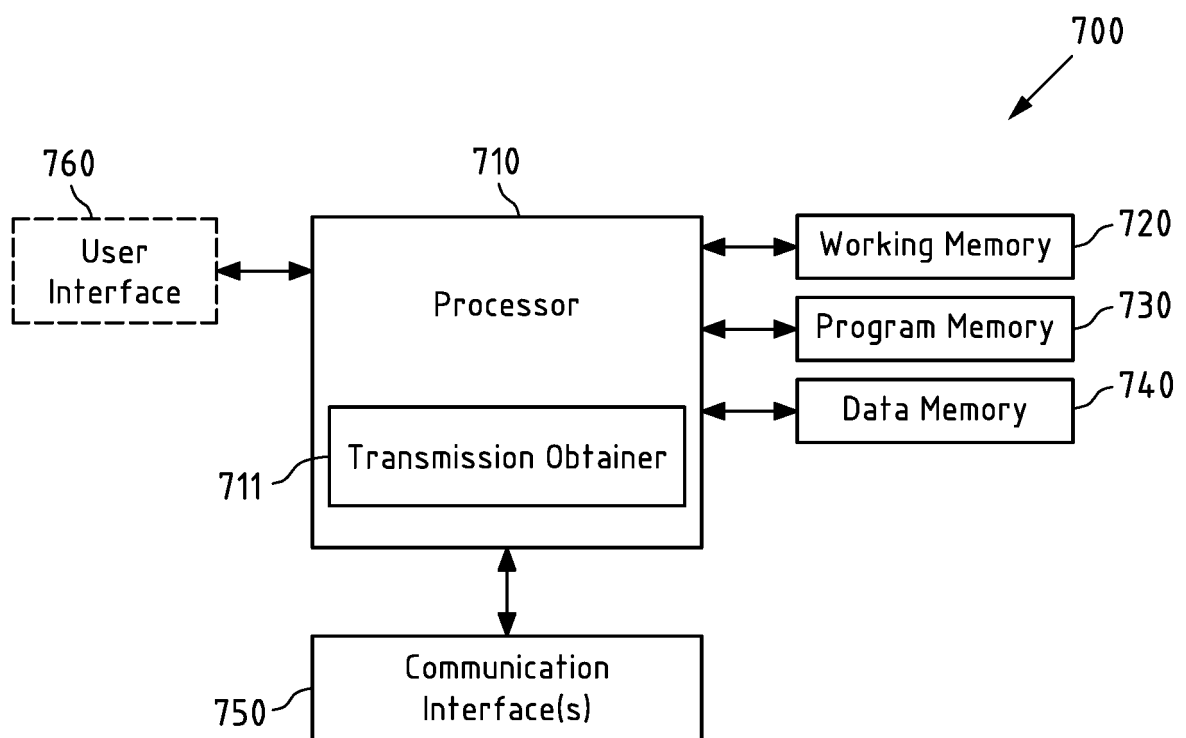 700
760
710
User
Interface
Processor
Working Memory
720
Program Memory
730
Data Memory
740
Transmission Obtainer
711
Communication
Interface(s)
750